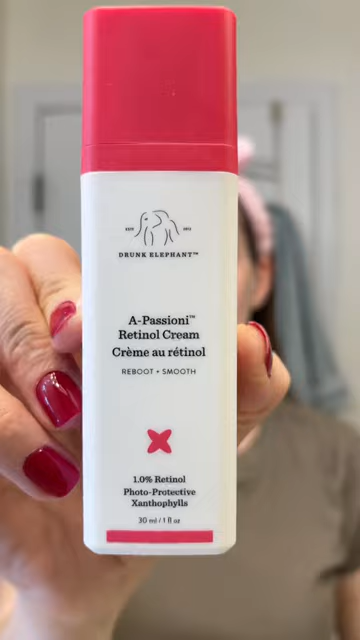 EST. 2012
DRUNK ELEPHANT™
A-Passioni™
Retinol Cream
Crème au rétinol
REBOOT + SMOOTH
1.0% Retinol
Photo-Protective
Xanthophylls
30 ml / 1 fl oz